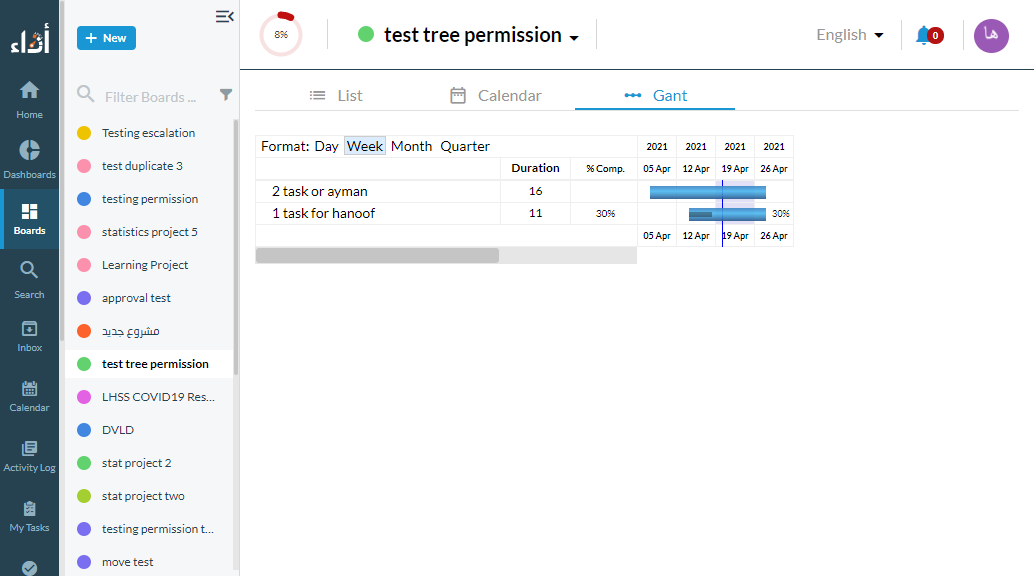 أداء
Home
Dashboards
Boards
Search
Inbox
Calendar
Activity Log
My Tasks
+ New
Filter Boards ...
Testing escalation
test duplicate 3
testing permission
statistics project 5
Learning Project
approval test
مشروع جديد
test tree permission
LHSS COVID19 Res...
DVLD
stat project 2
stat project two
testing permission t...
move test
8%
test tree permission
English
0
ها
List
Calendar
Gant
Format: Day Week Month Quarter
2021 2021 2021 2021
Duration % Comp. 05 Apr 12 Apr 19 Apr 26 Apr
2 task or ayman 16
1 task for hanoof 11 30% 30%
05 Apr 12 Apr 19 Apr 26 Apr